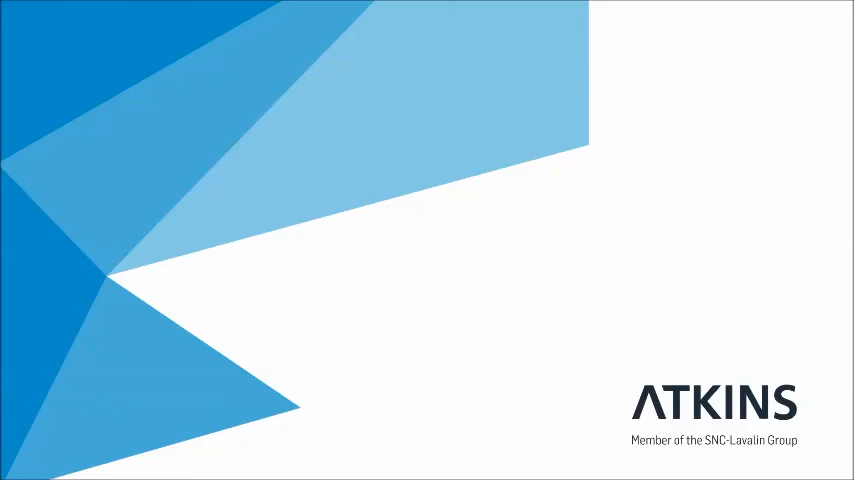 ATKINS
Member of the SNC-Lavalin Group